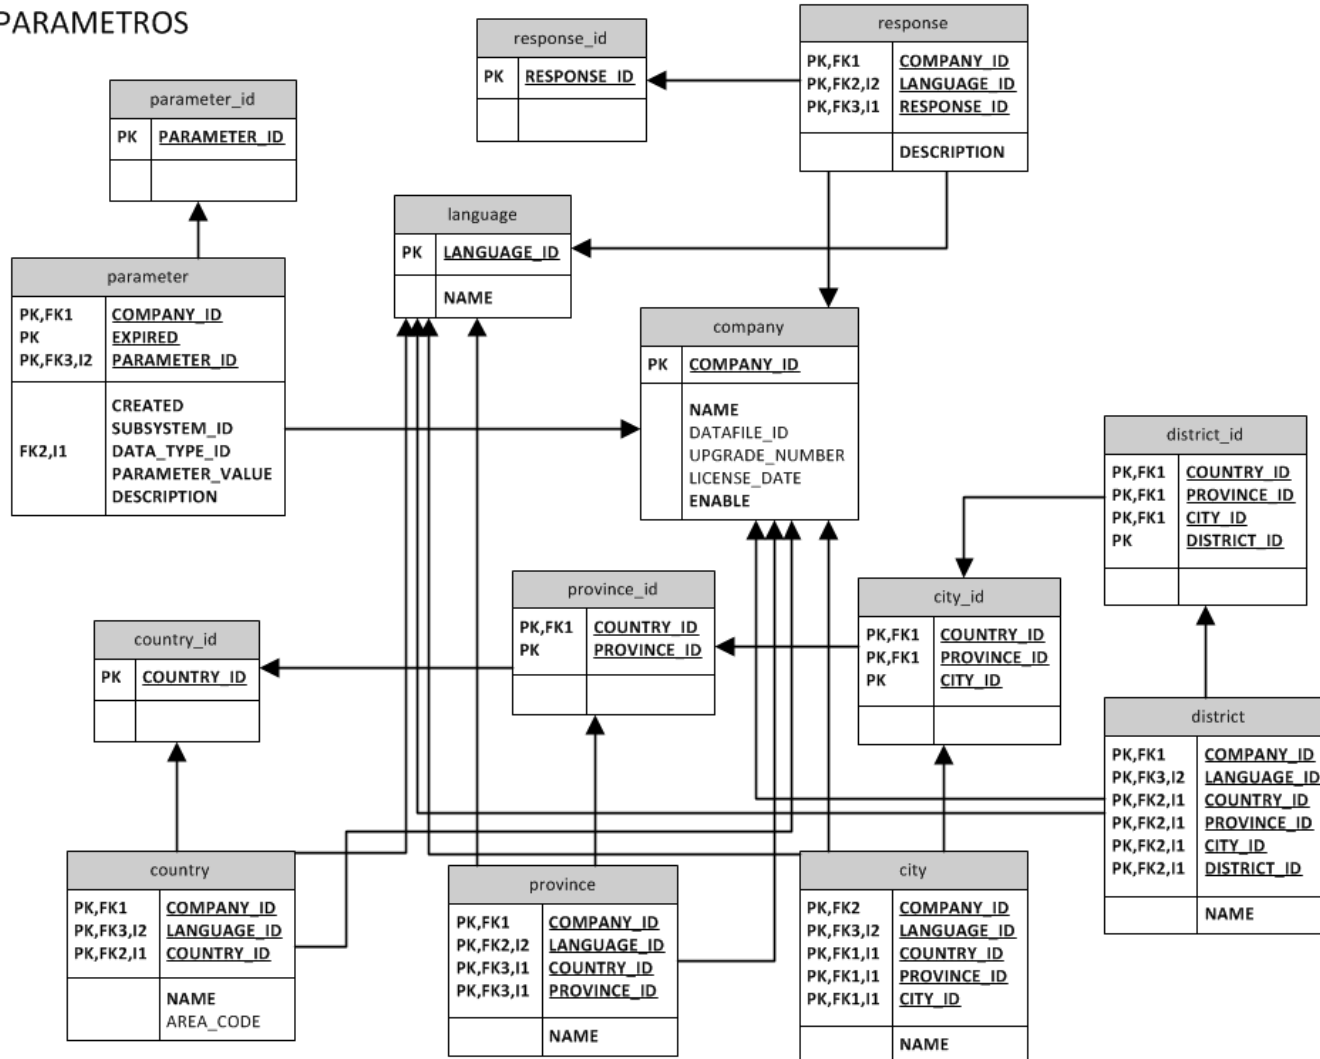 PARAMETROS
response_id
PK RESPONSE_ID
response
PK,FK1 COMPANY_ID
PK,FK2,I2 LANGUAGE_ID
PK,FK3,I1 RESPONSE_ID
DESCRIPTION
parameter_id
PK PARAMETER_ID
language
PK LANGUAGE_ID
NAME
parameter
PK,FK1 COMPANY_ID
PK EXPIRED
PK,FK3,I2 PARAMETER_ID
CREATED
SUBSYSTEM_ID
FK2,I1 DATA_TYPE_ID
PARAMETER_VALUE
DESCRIPTION
company
PK COMPANY_ID
NAME
DATAFILE_ID
UPGRADE_NUMBER
LICENSE_DATE
ENABLE
district_id
PK,FK1 COUNTRY_ID
PK,FK1 PROVINCE_ID
PK,FK1 CITY_ID
PK DISTRICT_ID
province_id
PK,FK1 COUNTRY_ID
PK PROVINCE_ID
city_id
PK,FK1 COUNTRY_ID
PK,FK1 PROVINCE_ID
PK CITY_ID
country_id
PK COUNTRY_ID
district
PK,FK1 COMPANY_ID
PK,FK3,I2 LANGUAGE_ID
PK,FK2,I1 COUNTRY_ID
PK,FK2,I1 PROVINCE_ID
PK,FK2,I1 CITY_ID
PK,FK2,I1 DISTRICT_ID
NAME
country
PK,FK1 COMPANY_ID
PK,FK3,I2 LANGUAGE_ID
PK,FK2,I1 COUNTRY_ID
NAME
AREA_CODE
province
PK,FK1 COMPANY_ID
PK,FK2,I2 LANGUAGE_ID
PK,FK3,I1 COUNTRY_ID
PK,FK3,I1 PROVINCE_ID
NAME
city
PK,FK2 COMPANY_ID
PK,FK3,I2 LANGUAGE_ID
PK,FK1,I1 COUNTRY_ID
PK,FK1,I1 PROVINCE_ID
PK,FK1,I1 CITY_ID
NAME